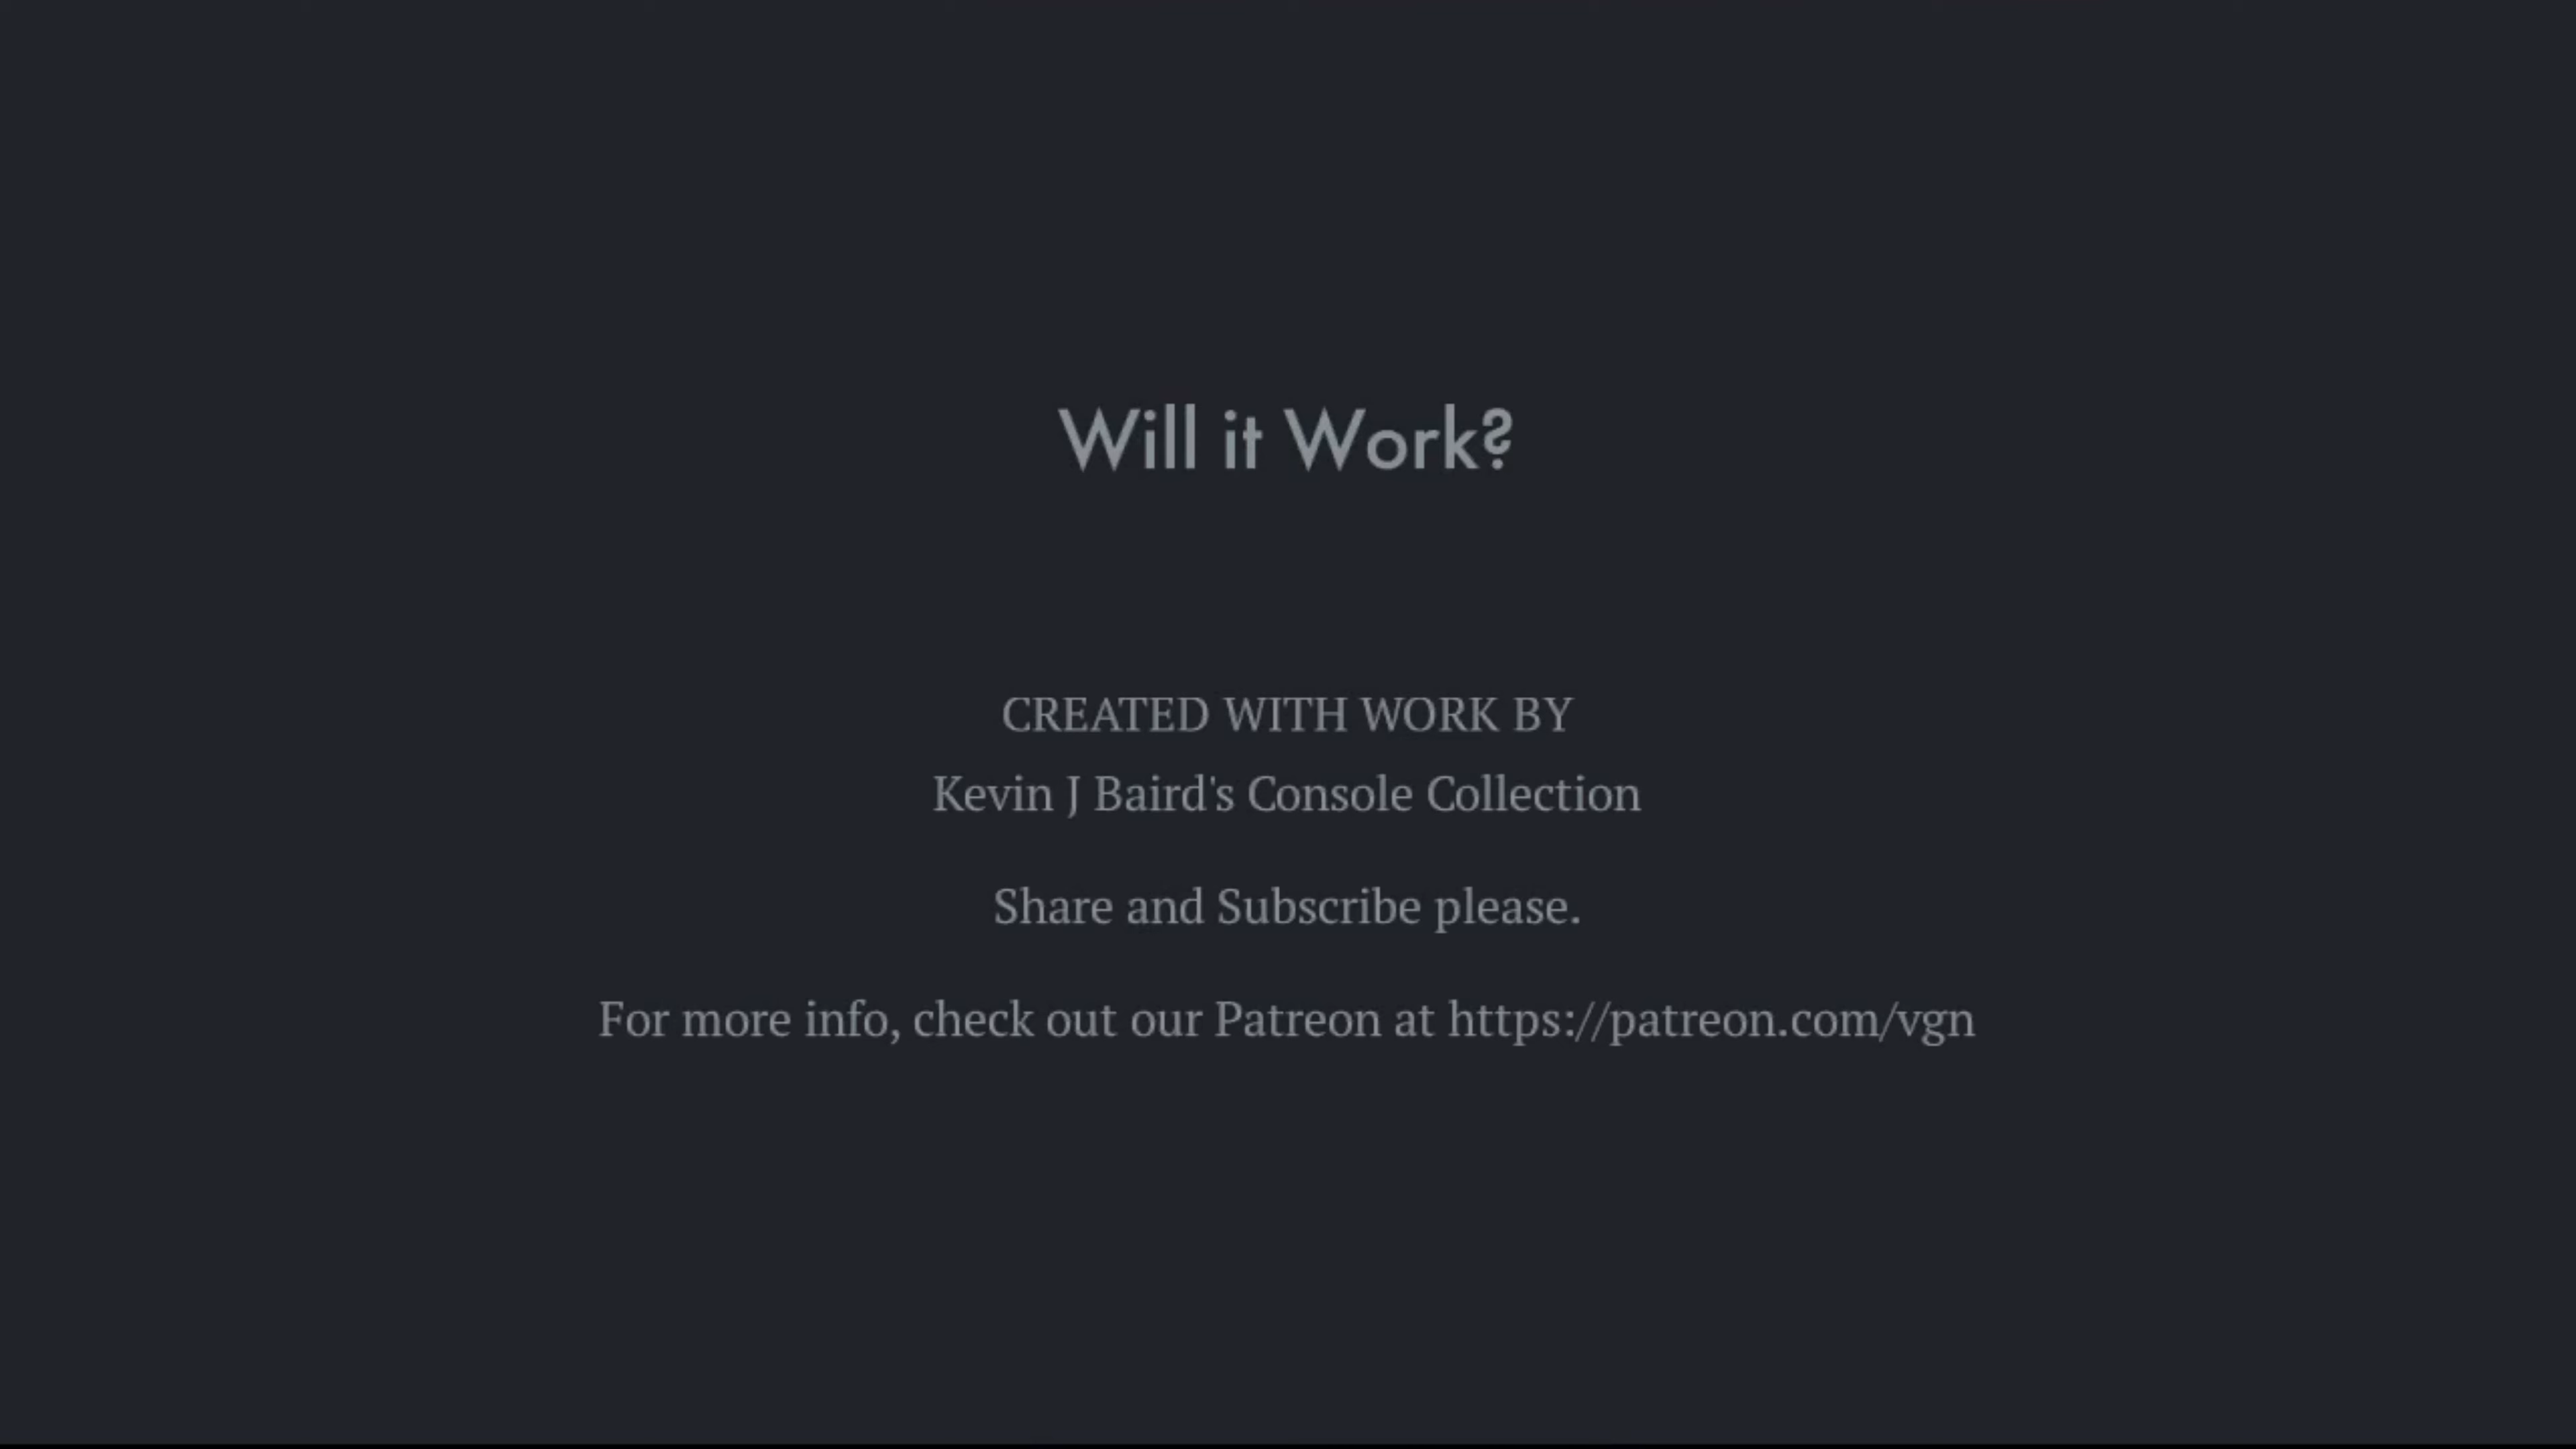 Will it Work?
CREATED WITH WORK BY
Kevin J Baird's Console Collection
Share and Subscribe please.
For more info, check out our Patreon at https://patreon.com/vgn